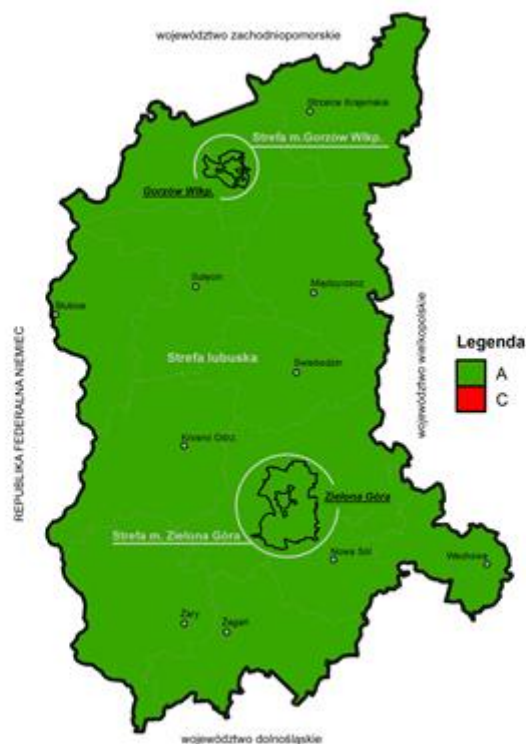 województwo zachodniopomorskie
Strzelce Krajeńskie
Strefa m.Gorzów Wlkp.
Gorzów Wlkp.
Sulęcin
Międzyrzecz
Słubice
REPUBLIKA FEDERALNA NIEMIEC
województwo wielkopolskie
Legenda
A
C
Strefa lubuska
Świebodzin
Krosno Odrz.
Zielona Góra
Strefa m. Zielona Góra
Nowa Sól
Wschowa
Żary
Żagań
województwo dolnośląskie